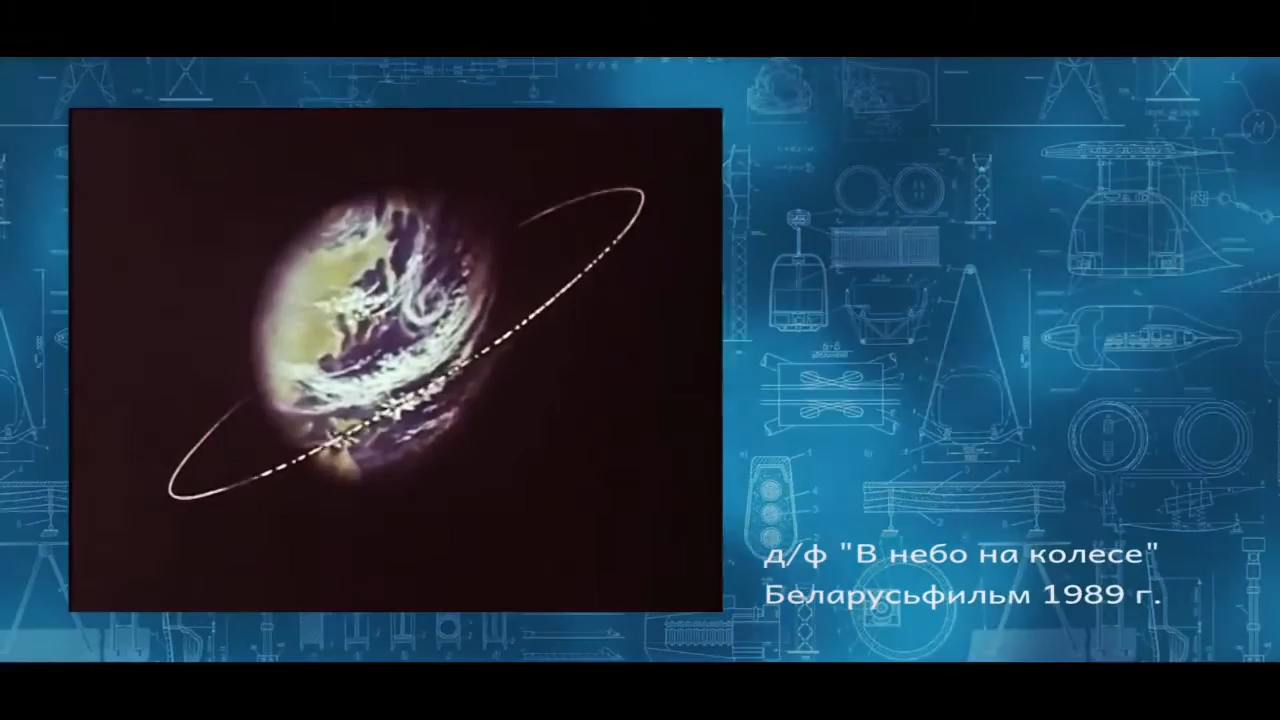 д/ф "В небо на колесе"
Беларусьфильм 1989 г.